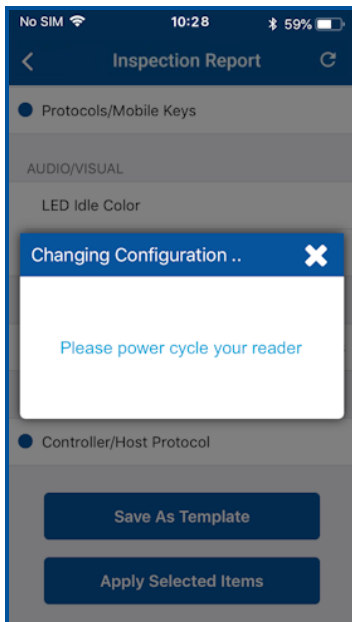 No SIM 10:28 59%
Inspection Report
Protocols/Mobile Keys
AUDIO/VISUAL
LED Idle Color
Changing Configuration ..
Please power cycle your reader
Controller/Host Protocol
Save As Template
Apply Selected Items